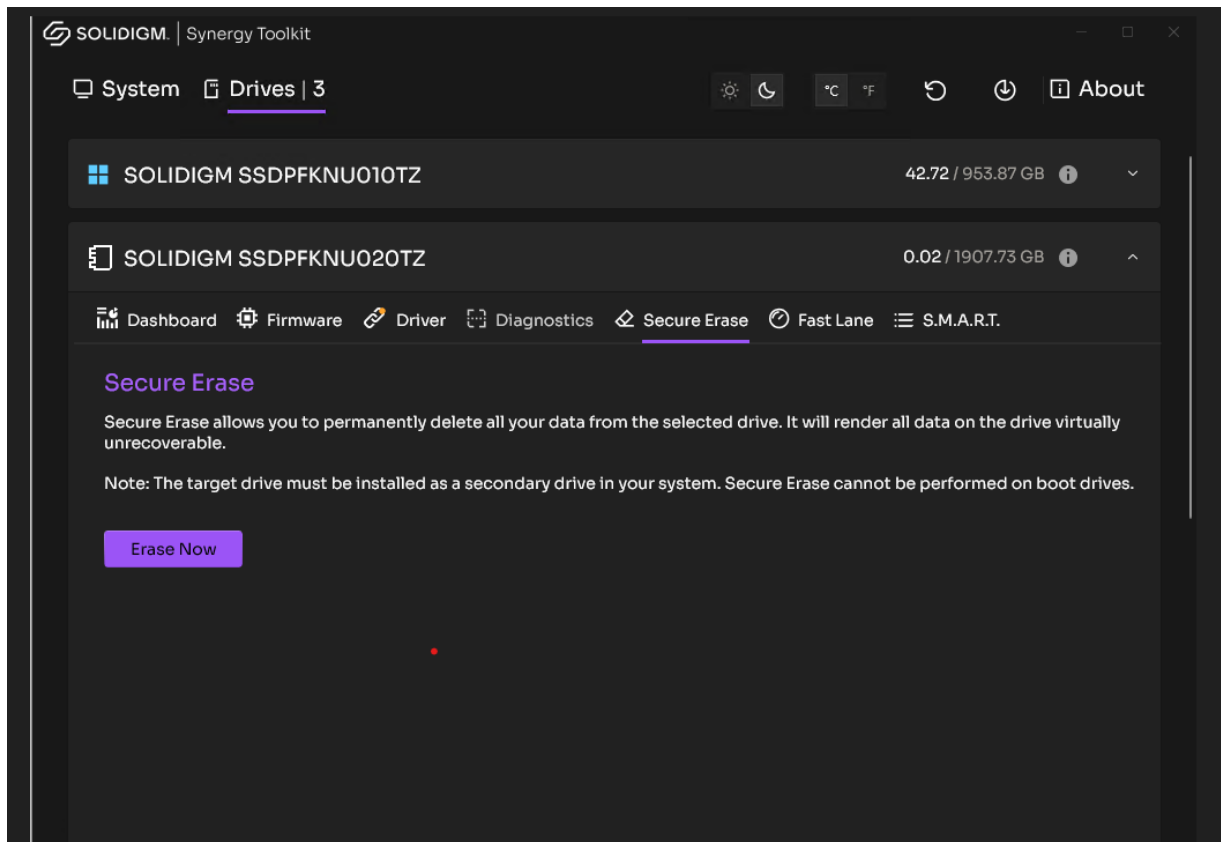 SOLIDIGM. | Synergy Toolkit
System Drives | 3 °C °F About
SOLIDIGM SSDPFKNU010TZ 42.72 / 953.87 GB
SOLIDIGM SSDPFKNU020TZ 0.02 / 1907.73 GB
Dashboard Firmware Driver Diagnostics Secure Erase Fast Lane S.M.A.R.T.
Secure Erase
Secure Erase allows you to permanently delete all your data from the selected drive. It will render all data on the drive virtually
unrecoverable.
Note: The target drive must be installed as a secondary drive in your system. Secure Erase cannot be performed on boot drives.
Erase Now